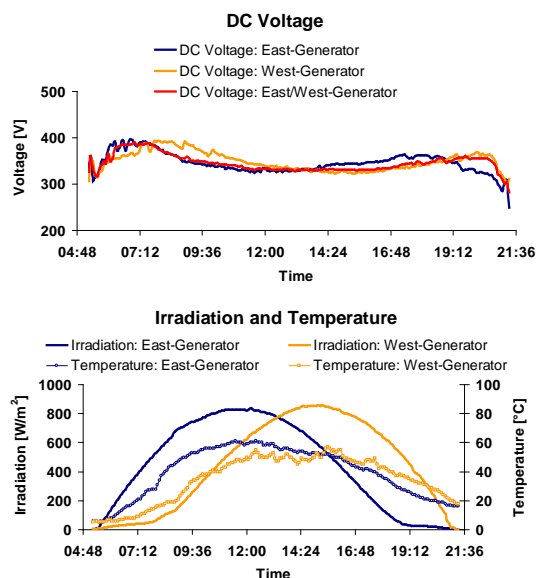 DC Voltage
DC Voltage: East-Generator
DC Voltage: West-Generator
DC Voltage: East/West-Generator
Voltage [V]
500
400
300
200
04:48 07:12 09:36 12:00 14:24 16:48 19:12 21:36
Time
Irradiation and Temperature
Irradiation: East-Generator Irradiation: West-Generator
Temperature: East-Generator Temperature: West-Generator
Irradiation [W/m²]
1000
800
600
400
200
0
100
80
60
40
20
0
Temperature [°C]
04:48 07:12 09:36 12:00 14:24 16:48 19:12 21:36
Time